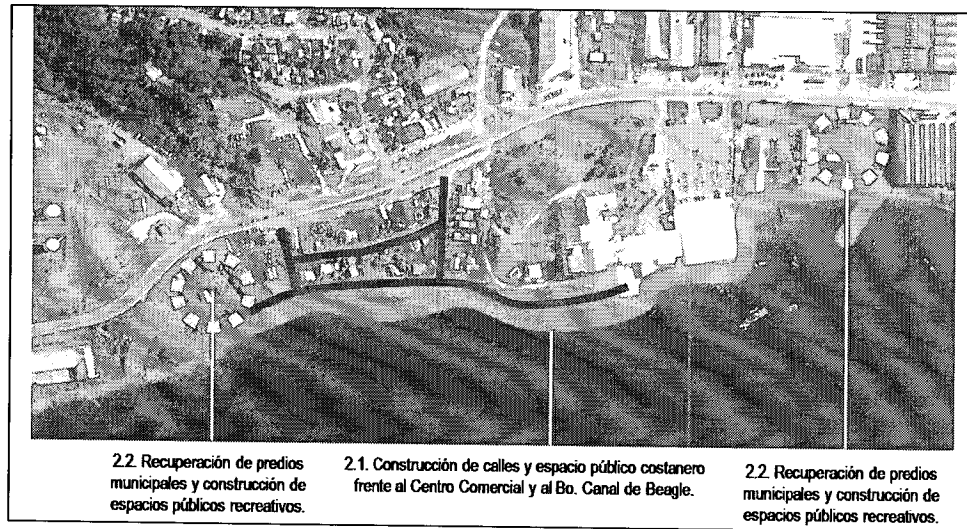 2.2. Recuperación de predios
municipales y construcción de
espacios públicos recreativos.
2.1. Construcción de calles y espacio público costanero
frente al Centro Comercial y al Bo. Canal de Beagle.
2.2. Recuperación de predios
municipales y construcción de
espacios públicos recreativos.